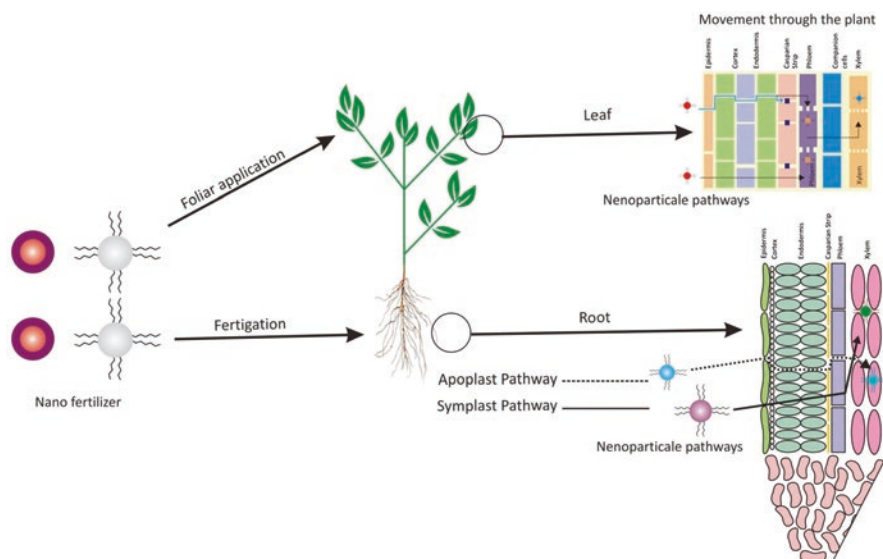 Movement through the plant
Epidermis
Cortex
Endodermis
Casparian
Strip
Phloem
Companion
cells
Xylem
Leaf
Foliar application
Xylem
Nenoparticale pathways
Epidermis
Cortex
Endodermis
Casparian Strip
Phloem
Xylem
Fertigation
Root
Apoplast Pathway
Symplast Pathway
Nano fertilizer
Nenoparticale pathways